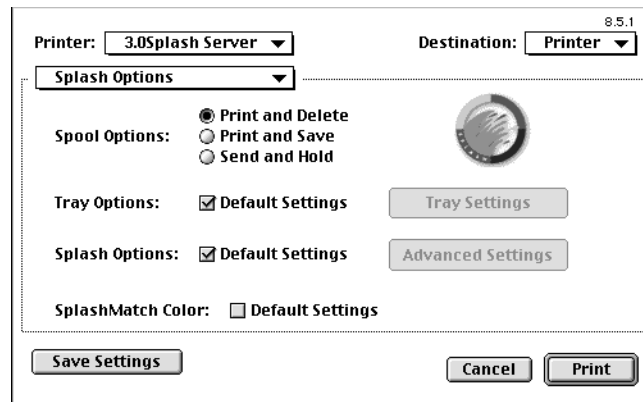 8.5.1
Printer: 3.0Splash Server Destination: Printer
Splash Options
Spool Options: Print and Delete
Print and Save
Send and Hold
Tray Options: Default Settings Tray Settings
Splash Options: Default Settings Advanced Settings
SplashMatch Color: Default Settings
Save Settings Cancel Print